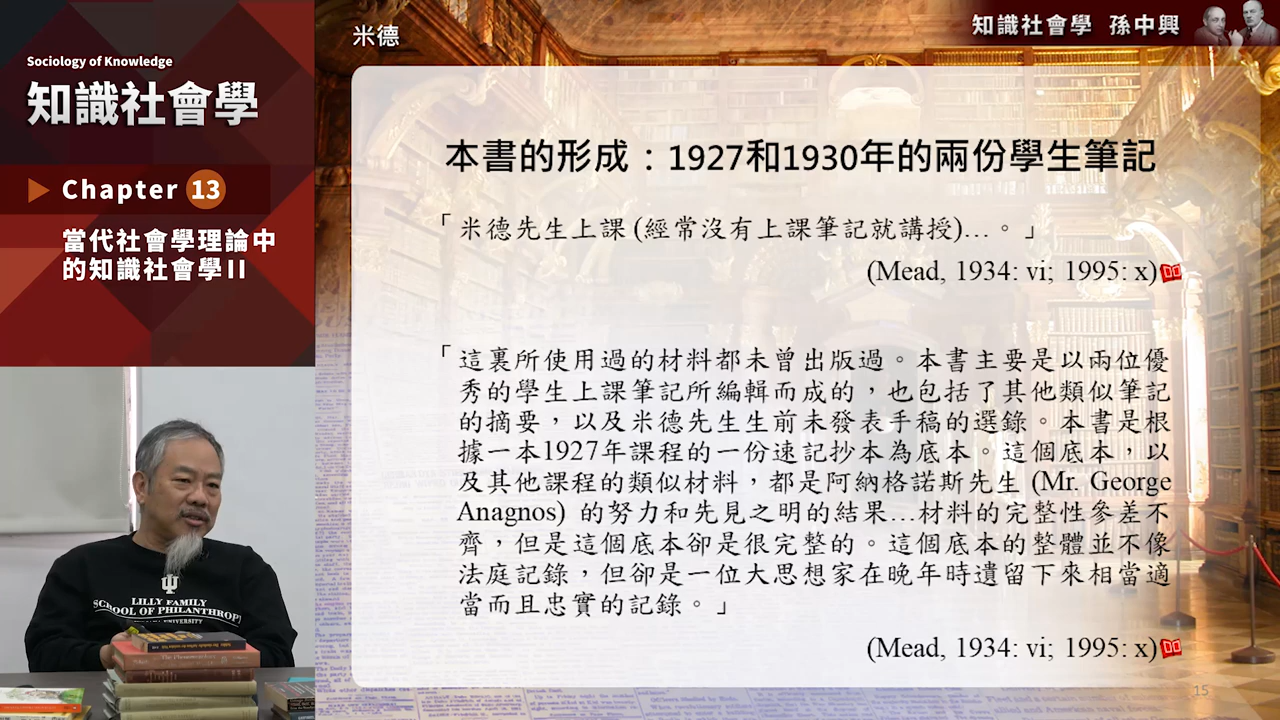 Sociology of Knowledge
知識社會學
Chapter 13
當代社會學理論中
的知識社會學II
米德
知識社會學 孫中興
本書的形成：1927和1930年的兩份學生筆記
「米德先生上課(經常沒有上課筆記就講授)…。」
(Mead, 1934: vi; 1995: x)
「這裏所使用過的材料都未曾出版過。本書主要是以兩位優
秀的學生上課筆記所編輯而成的，也包括了其他類似筆記
的摘要，以及米德先生生前未發表手稿的選錄。本書是根
據一本1927年課程的一份速記抄本為底本。這個底本，以
及其他課程的類似材料，都是阿納格諾斯先生 (Mr. George
Anagnos) 的努力和先見之明的結果…材料的完整性參差不
齊，但是這個底本卻是很完整的。這個底本的整體並不像
法庭記錄，但卻是一位大思想家在晚年時遺留下來相當適
當而且忠實的記錄。」
(Mead, 1934: vi; 1995: x)
15
LILLY FAMILY
SCHOOL OF PHILANTHROPY